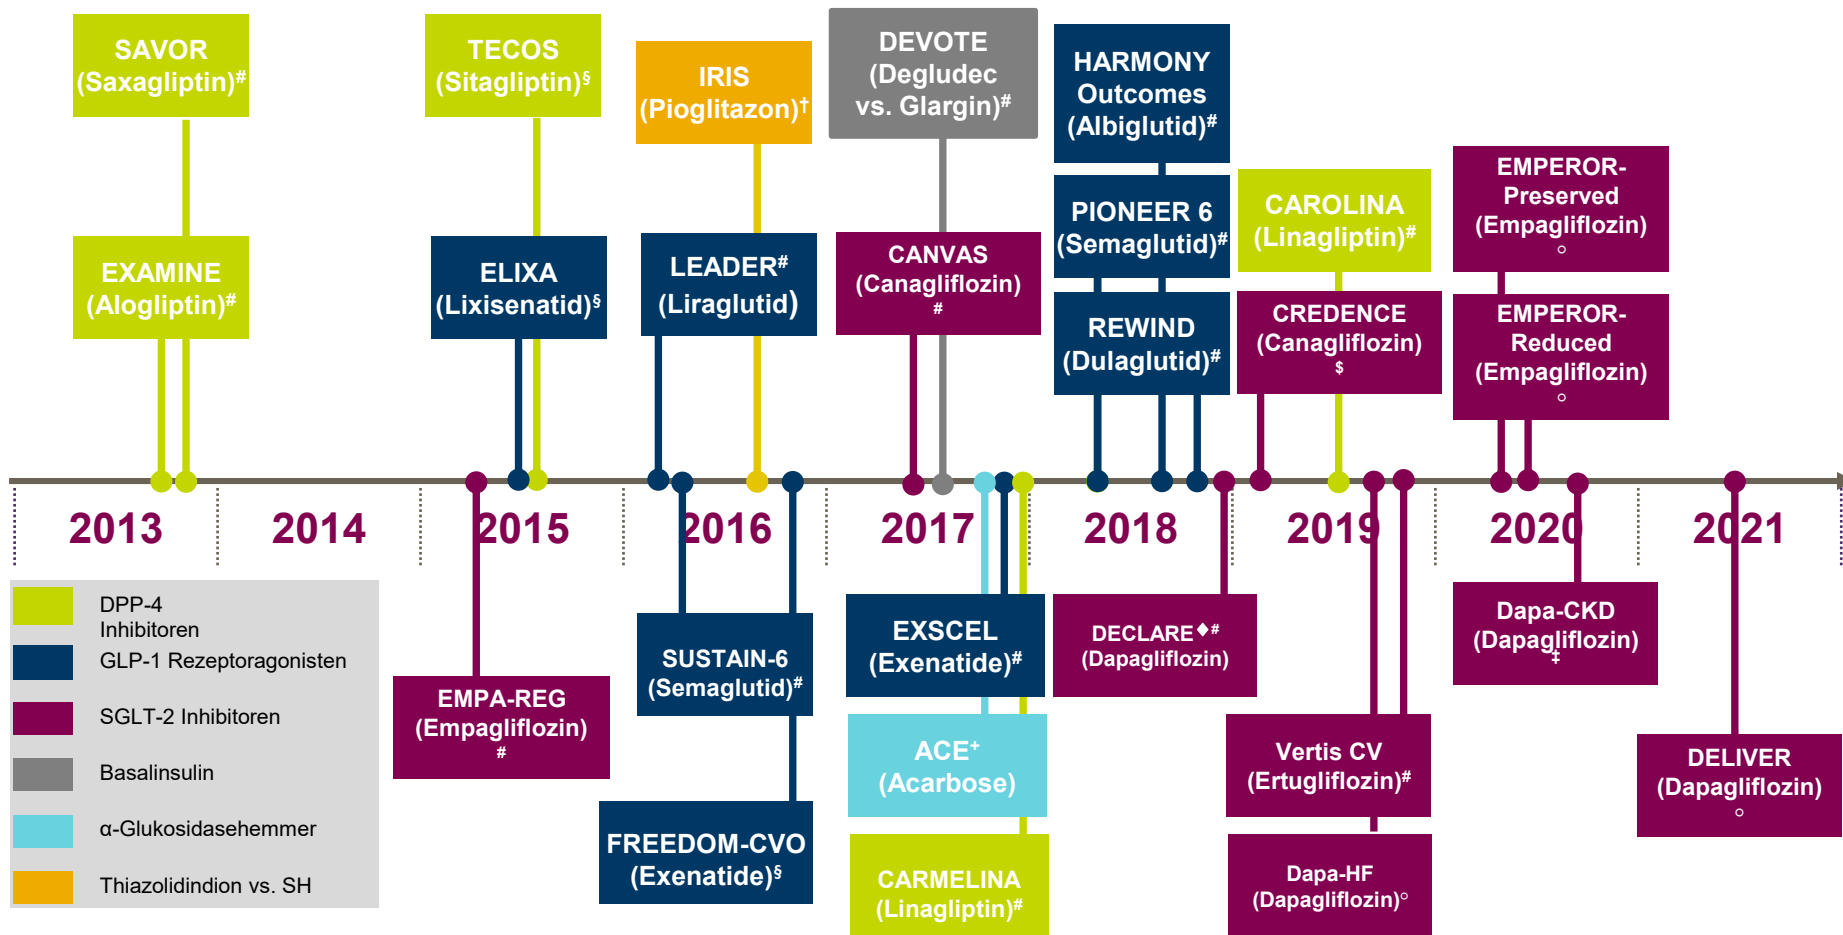 SAVOR
(Saxagliptin)#
TECOS
(Sitagliptin)§
IRIS
(Pioglitazon)†
DEVOTE
(Degludec
vs. Glargin)#
HARMONY
Outcomes
(Albiglutid)#
EMPEROR-
Preserved
(Empagliflozin)
○
EXAMINE
(Alogliptin)#
ELIXA
(Lixisenatid)§
LEADER#
(Liraglutid)
CANVAS
(Canagliflozin)
#
PIONEER 6
(Semaglutid)#
CAROLINA
(Linagliptin)#
REWIND
(Dulaglutid)#
CREDENCE
(Canagliflozin)
$
EMPEROR-
Reduced
(Empagliflozin)
○
2013
2014
2015
2016
2017
2018
2019
2020
2021
DPP-4
Inhibitoren
GLP-1 Rezeptoragonisten
SGLT-2 Inhibitoren
Basalinsulin
α-Glukosidasehemmer
Thiazolidindion vs. SH
EMPA-REG
(Empagliflozin)
#
SUSTAIN-6
(Semaglutid)#
FREEDOM-CVO
(Exenatide)§
EXSCEL
(Exenatide)#
ACE+
(Acarbose)
CARMELINA
(Linagliptin)#
DECLARE♦#
(Dapagliflozin)
Vertis CV
(Ertugliflozin)#
Dapa-HF
(Dapagliflozin)○
Dapa-CKD
(Dapagliflozin)
‡
DELIVER
(Dapagliflozin)
○